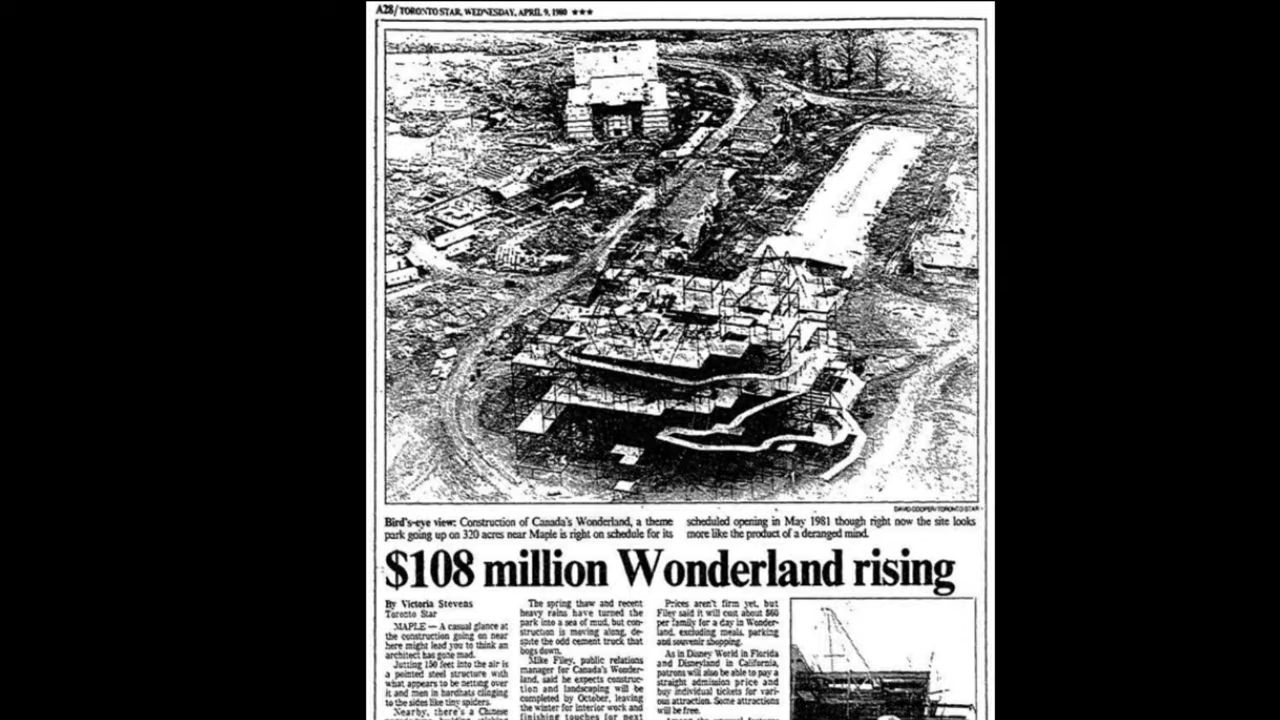 A28/TORONTO STAR, WEDNESDAY, APRIL 9, 1980 ★★★
DAVID COOPER/TORONTO STAR
Bird's-eye view: Construction of Canada's Wonderland, a theme
park going up on 320 acres near Maple is right on schedule for its
scheduled opening in May 1981 though right now the site looks
more like the product of a deranged mind.
$108 million Wonderland rising
By Victoria Stevens
Toronto Star
MAPLE — A casual glance at
the construction going on near
here might lead you to think an
architect has gone mad.
Jutting 150 feet into the air is
a pointed steel structure with
what appears to be netting over
it and men in hardhats clinging
to the sides like tiny spiders.
Nearby, there's a Chinese
The spring thaw and recent
heavy rains have turned the
park into a sea of mud, but con-
struction is moving along, de-
spite the odd cement truck that
bogs down.
Mike Filey, public relations
manager for Canada's Wonder-
land, said he expects construc-
tion and landscaping will be
completed by October, leaving
the winter for interior work and
finishing touches for next
Prices aren't firm yet, but
Filey said it will cost about $60
per family for a day in Wonder-
land, excluding meals, parking
and souvenir shopping.
As in Disney World in Florida
and Disneyland in California,
patrons will also be able to pay a
straight admission price and
buy individual tickets for vari-
ous attraction. Some attractions
will be free.